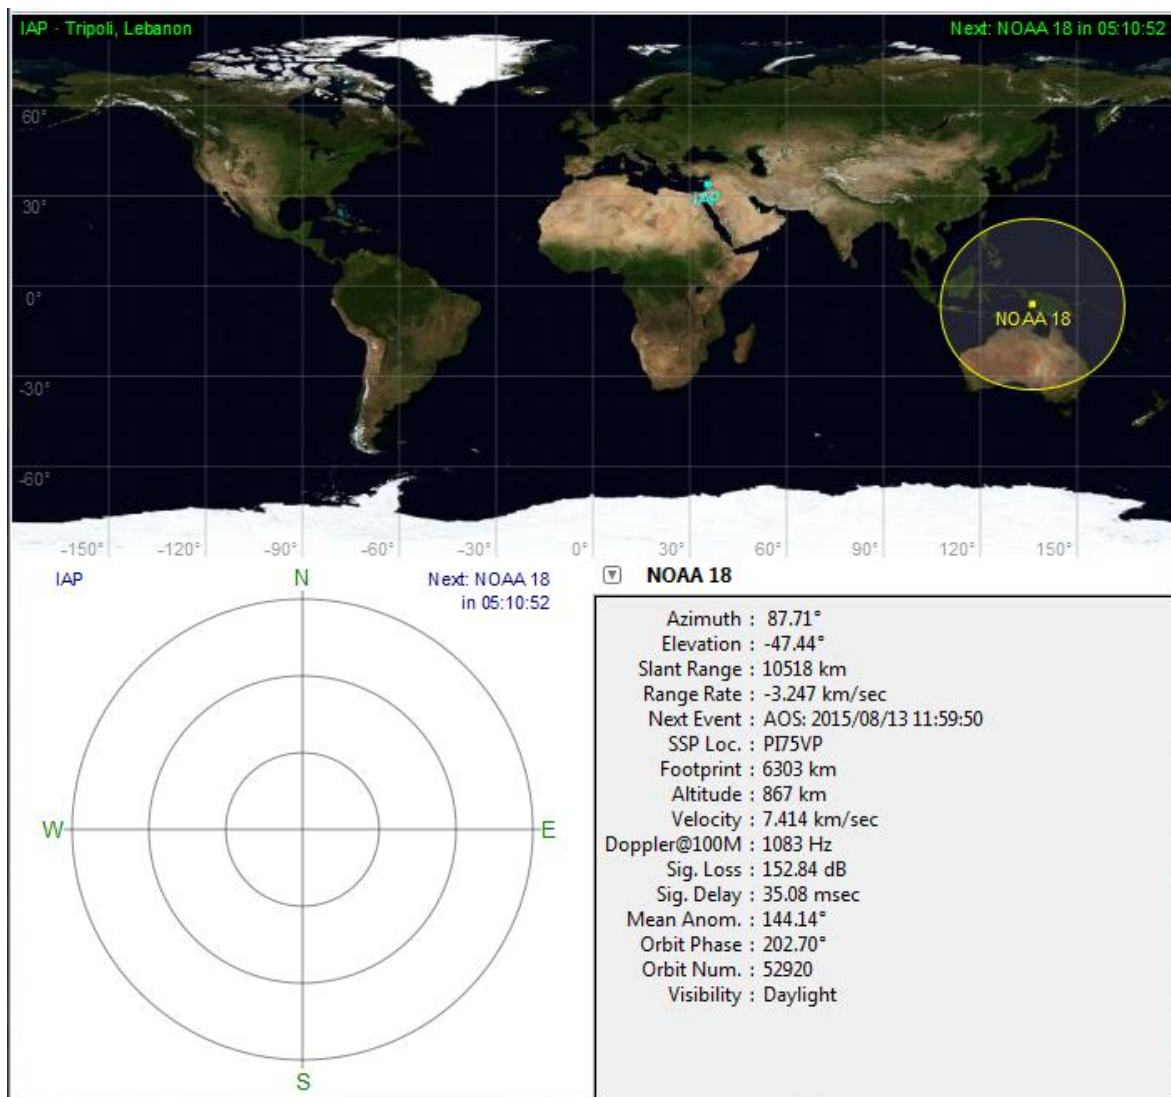 IAP - Tripoli, Lebanon
Next: NOAA 18 in 05:10:52
60°
30°
IAP
0°
NOAA 18
-30°
-60°
-150° -120° -90° -60° -30° 0° 30° 60° 90° 120° 150°
IAP
N
Next: NOAA 18
in 05:10:52
W
E
S
NOAA 18
Azimuth : 87.71°
Elevation : -47.44°
Slant Range : 10518 km
Range Rate : -3.247 km/sec
Next Event : AOS: 2015/08/13 11:59:50
SSP Loc. : PI75VP
Footprint : 6303 km
Altitude : 867 km
Velocity : 7.414 km/sec
Doppler@100M : 1083 Hz
Sig. Loss : 152.84 dB
Sig. Delay : 35.08 msec
Mean Anom. : 144.14°
Orbit Phase : 202.70°
Orbit Num. : 52920
Visibility : Daylight